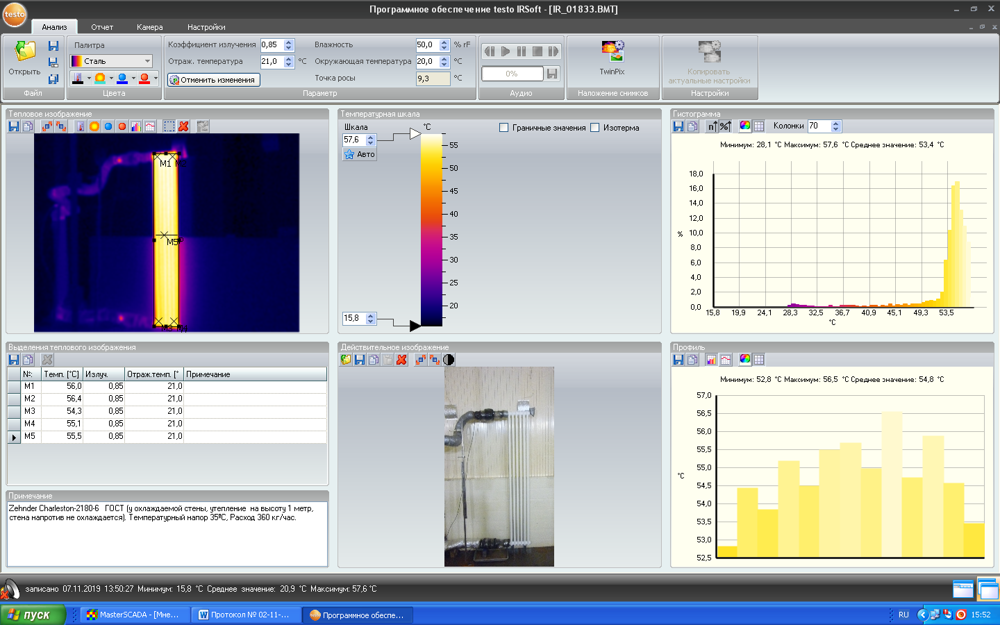 Программное обеспечение testo IRSoft - [IR_01833.BMT]
testo
Анализ Отчет Камера Настройки
Открыть
Файл
Палитра
Сталь
Цвета
Коэффициент излучения 0,85 Влажность 50,0 % rF
Отраж. температура 21,0 °C Окружающая температура 20,0 °C
Отменить изменения Точка росы 9,3 °C
Параметр
0%
Аудио
TwinPix
Наложение снимков
Копировать
актуальные настройки
Настройки
Тепловое изображение
M1 M2
M5
M3 M4
Температурная шкала
Шкала °C
57,6
Авто
Граничные значения Изотерма
55
50
45
40
35
30
25
20
15,8
Гистограмма
Колонки 70
Минимум: 28,1 °C Максимум: 57,6 °C Среднее значение: 53,4 °C
18,0
16,0
14,0
12,0
%
10,0
8,0
6,0
4,0
2,0
0,0
15,8 19,9 24,1 28,3 32,5 36,7 40,9 45,1 49,3 53,5
°C
Выделения теплового изображения
№: Темп. [°C] Излуч. Отраж.темп. [° Примечание
M1 56,0 0,85 21,0
M2 56,4 0,85 21,0
M3 54,3 0,85 21,0
M4 55,1 0,85 21,0
M5 55,5 0,85 21,0
Примечание
Zehnder Charleston-2180-6 ГОСТ (у охлаждаемой стены, утепление на высоту 1 метр,
стена напротив не охлаждается). Температурный напор 35ºС, Расход 360 кг/час.
Действительное изображение
Профиль
Минимум: 52,8 °C Максимум: 56,5 °C Среднее значение: 54,8 °C
57,0
56,5
56,0
55,5
55,0
°C
54,5
54,0
53,5
53,0
52,5
записано 07.11.2019 13:50:27 Минимум: 15,8 °C Среднее значение: 20,9 °C Максимум: 57,6 °C
пуск
MasterSCADA - [Мне...
Протокол № 02-11-...
Программное обеспе...
RU
15:52